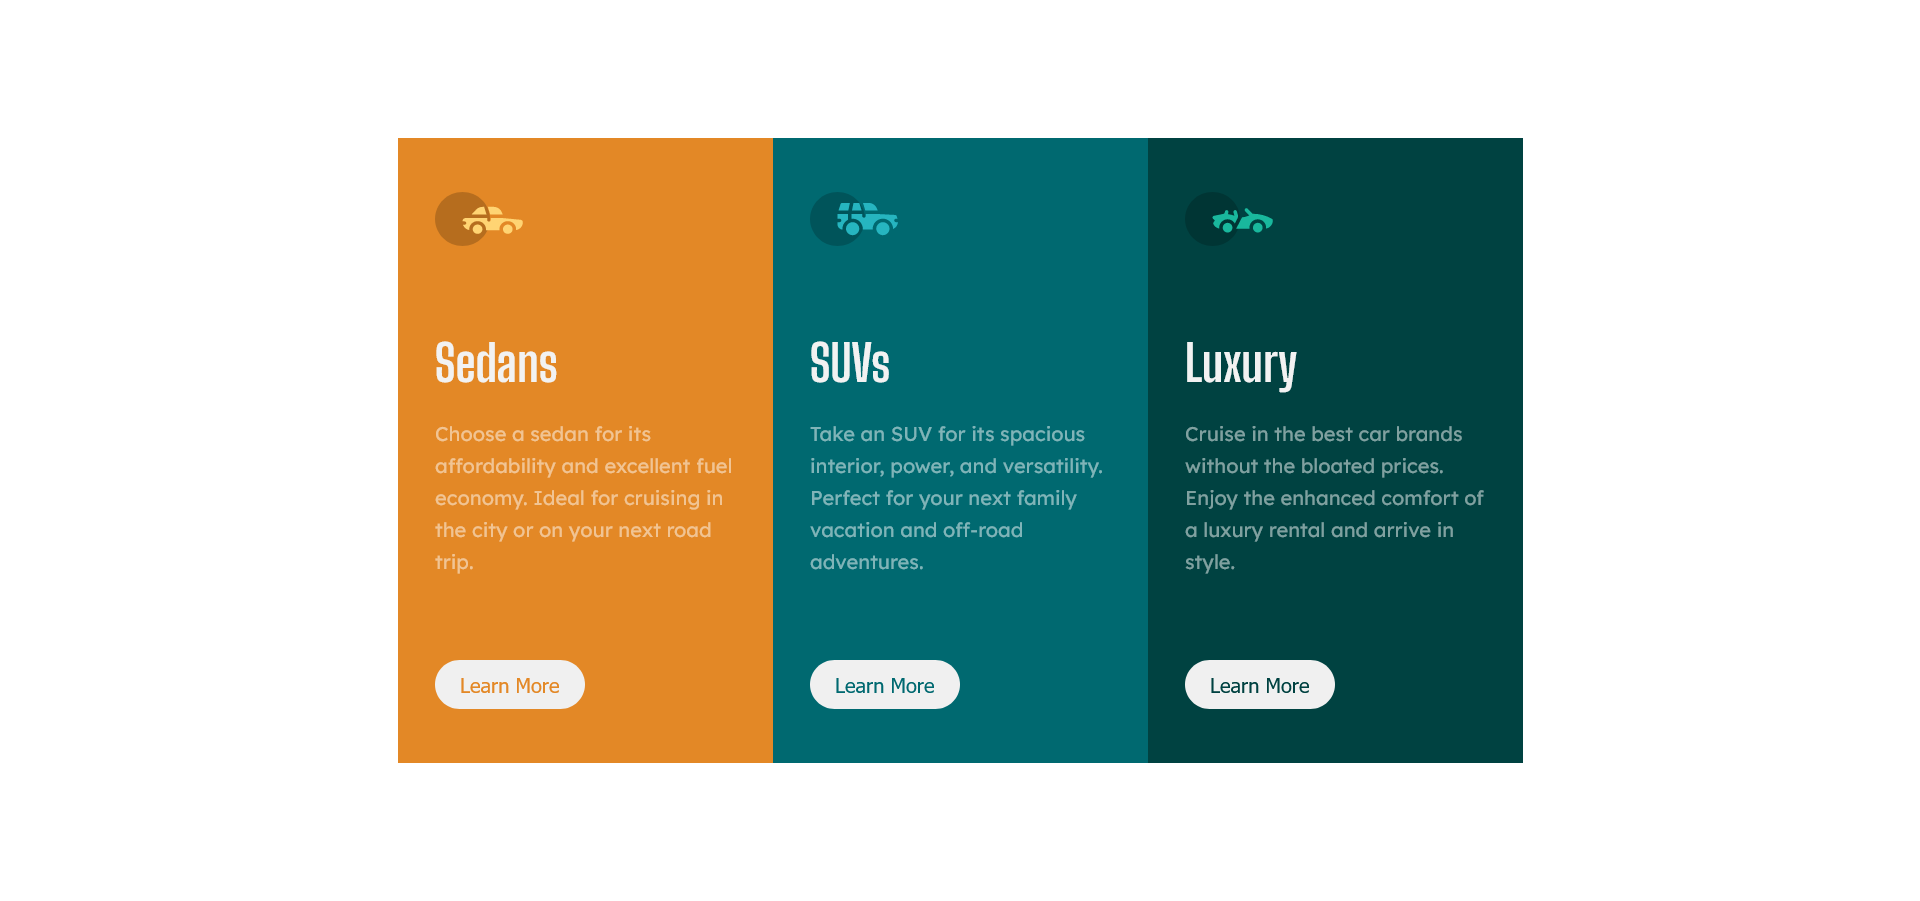 Sedans
Choose a sedan for its
affordability and excellent fuel
economy. Ideal for cruising in
the city or on your next road
trip.
Learn More
SUVs
Take an SUV for its spacious
interior, power, and versatility.
Perfect for your next family
vacation and off-road
adventures.
Learn More
Luxury
Cruise in the best car brands
without the bloated prices.
Enjoy the enhanced comfort of
a luxury rental and arrive in
style.
Learn More